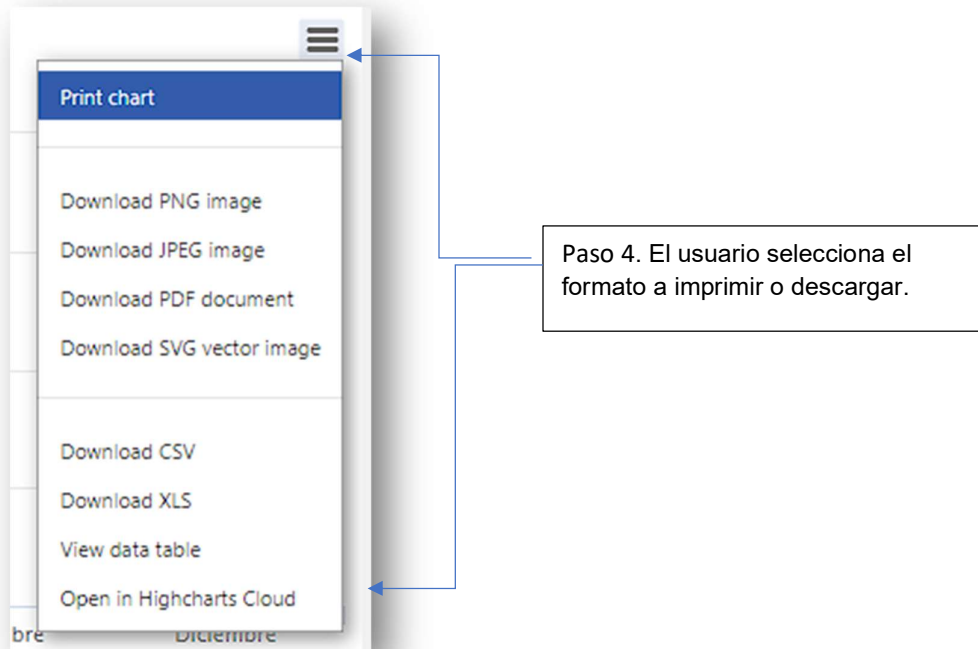 Print chart
Download PNG image
Download JPEG image
Download PDF document
Download SVG vector image
Download CSV
Download XLS
View data table
Open in Highcharts Cloud
bre Diciembre
Paso 4. El usuario selecciona el
formato a imprimir o descargar.